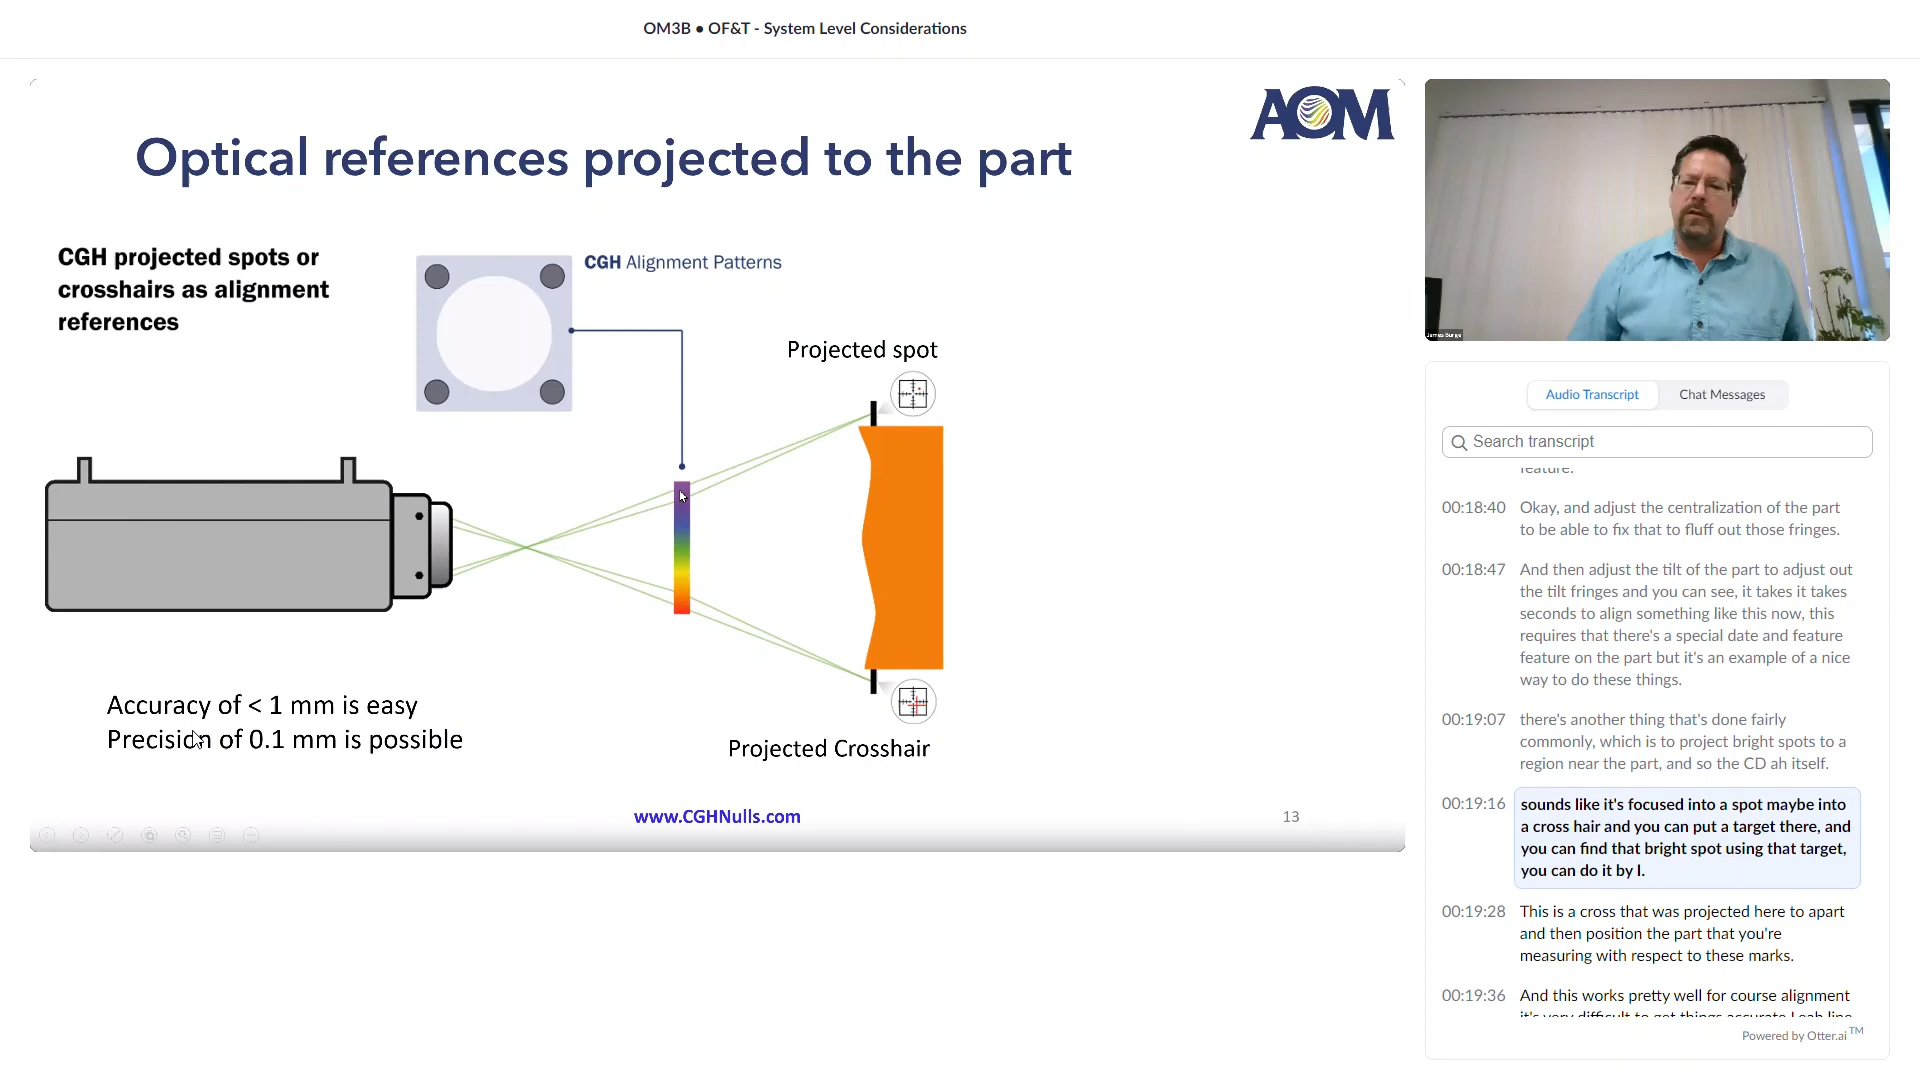 OM3B ● OF&T - System Level Considerations
AOM
Optical references projected to the part
CGH projected spots or
crosshairs as alignment
references
CGH Alignment Patterns
Projected spot
Accuracy of < 1 mm is easy
Precision of 0.1 mm is possible
Projected Crosshair
www.CGHNulls.com
13
James Burge
Audio Transcript
Chat Messages
Search transcript
feature.
00:18:40 Okay, and adjust the centralization of the part
to be able to fix that to fluff out those fringes.
00:18:47 And then adjust the tilt of the part to adjust out
the tilt fringes and you can see, it takes it takes
seconds to align something like this now, this
requires that there's a special date and feature
feature on the part but it's an example of a nice
way to do these things.
00:19:07 there's another thing that's done fairly
commonly, which is to project bright spots to a
region near the part, and so the CD ah itself.
00:19:16 sounds like it's focused into a spot maybe into
a cross hair and you can put a target there, and
you can find that bright spot using that target,
you can do it by I.
00:19:28 This is a cross that was projected here to apart
and then position the part that you're
measuring with respect to these marks.
00:19:36 And this works pretty well for course alignment
it's very difficult to get things accurate
Powered by Otter.ai TM